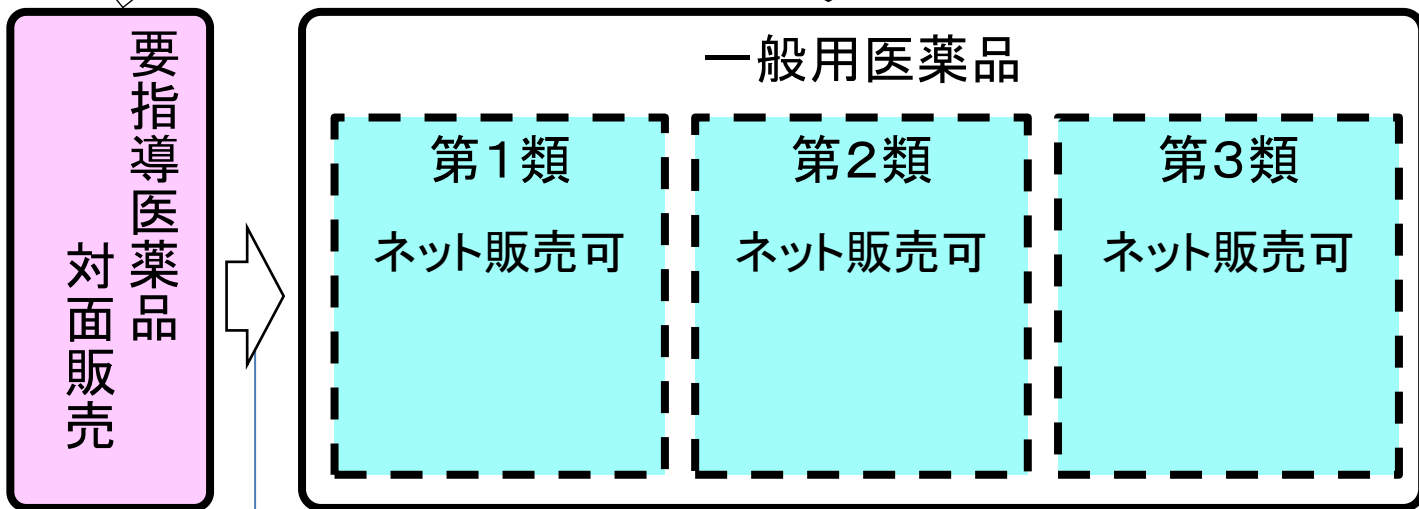 要指導医薬品
対面販売
一般用医薬品
第１類
ネット販売可
第２類
ネット販売可
第３類
ネット販売可